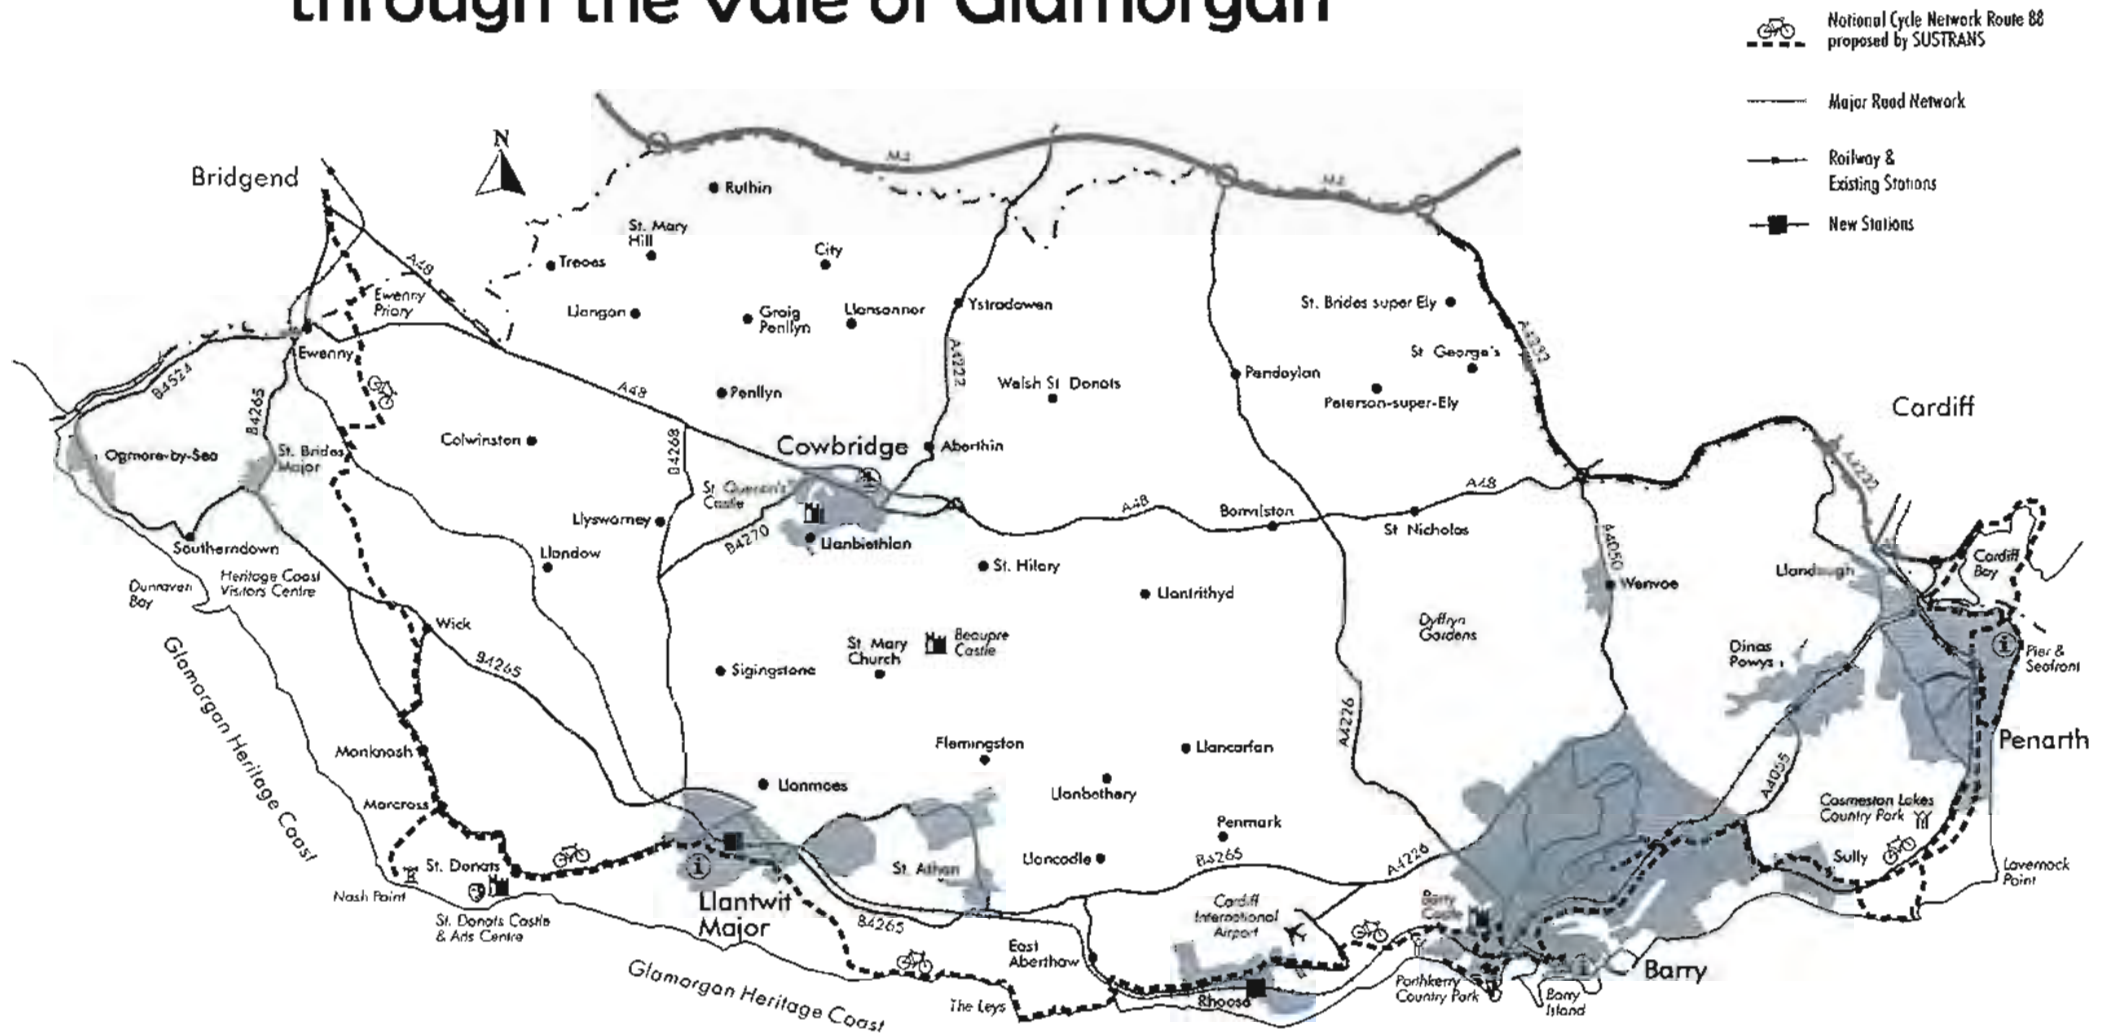 through the Vale of Glamorgan
National Cycle Network Route 88
proposed by SUSTRANS
Major Road Network
Railway &
Existing Stations
New Stations
N
Bridgend
M4
M4
Ruthin
St. Mary
Hill
City
Treoes
A48
Ewenny
Priory
Llangan
Graig
Penllyn
Llansannor
Ystradowen
St. Brides super Ely
A4232
Ewenny
St George's
B4524
A48
A4222
Welsh St Donats
Pendoylan
Peterson-super-Ely
Penllyn
B4265
Cardiff
Colwinston
B4268
Cowbridge
Aberthin
Ogmore-by-Sea
St. Brides
Major
A4232
St Quenon's
Castle
A48
Bonvilston
A48
St Nicholas
Llysworney
B4270
Llanblethian
Southerndown
Llandow
A4050
Cardiff
Bay
Llandough
Wenvoe
St. Hilary
Dunraven
Bay
Heritage Coast
Visitors Centre
Llantrithyd
Wick
Dyffryn
Gardens
St. Mary
Church
Beaupre
Castle
Dinas
Powys
Pier &
Seafront
B4265
Sigingstone
Glamorgan Heritage Coast
A4226
Penarth
Monknash
Flemingston
Llancarfan
A4055
Llanmaes
Llanbethery
Marcross
Cosmeston Lakes
Country Park
Penmark
Llancadle
B4265
A4226
Sully
St. Donats
St. Athan
Lavernock
Point
Nash Point
Llantwit
Major
St. Donats Castle
& Arts Centre
B4265
Cardiff
International
Airport
Barry
Castle
East
Aberthaw
Glamorgan Heritage Coast
The Leys
Rhoose
Porthkerry
Country Park
Barry
Island
Barry